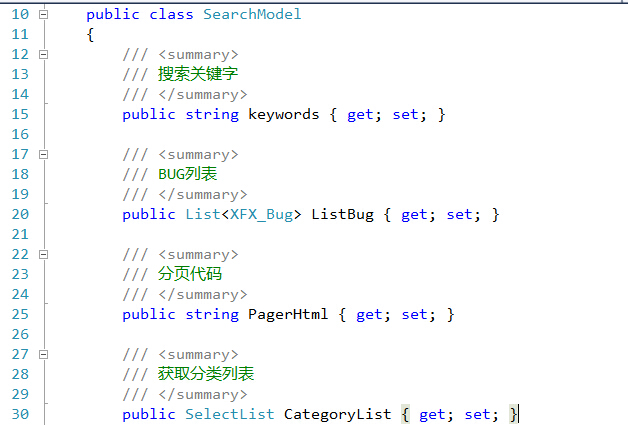 10 public class SearchModel
11 {
12 /// <summary>
13 /// 搜索关键字
14 /// </summary>
15 public string keywords { get; set; }
16
17 /// <summary>
18 /// BUG列表
19 /// </summary>
20 public List<XFX_Bug> ListBug { get; set; }
21
22 /// <summary>
23 /// 分页代码
24 /// </summary>
25 public string PagerHtml { get; set; }
26
27 /// <summary>
28 /// 获取分类列表
29 /// </summary>
30 public SelectList CategoryList { get; set; }